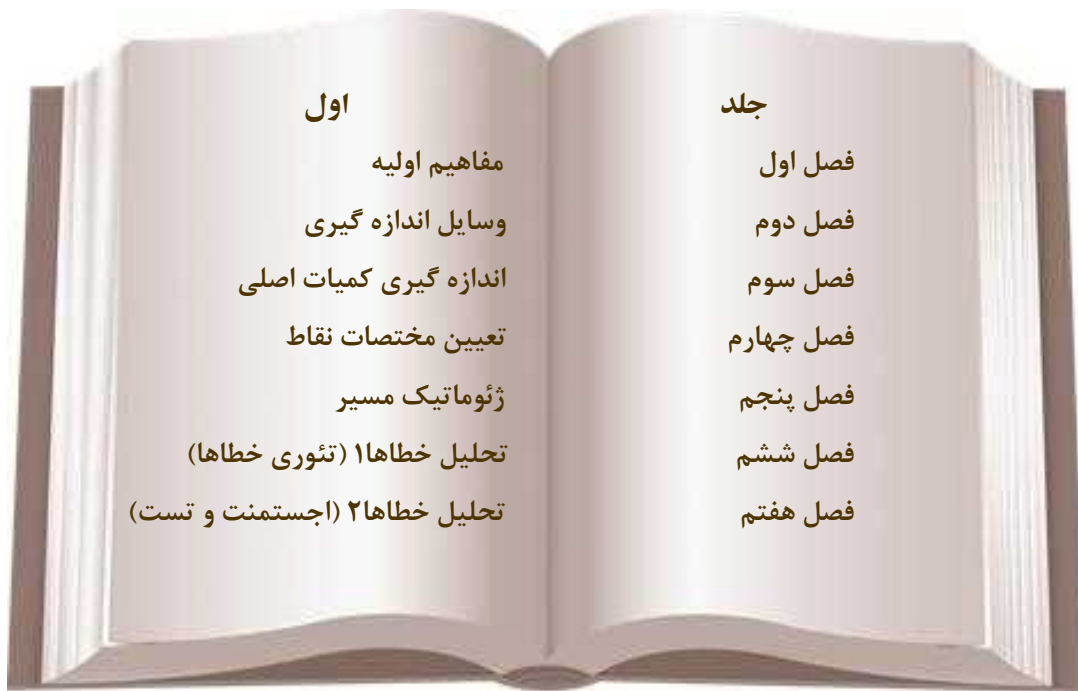 جلد اول
فصل اول مفاهیم اولیه
فصل دوم وسایل اندازه گیری
فصل سوم اندازه گیری کمیات اصلی
فصل چهارم تعیین مختصات نقاط
فصل پنجم ژئوماتیک مسیر
فصل ششم تحلیل خطاها۱ (تئوری خطاها)
فصل هفتم تحلیل خطاها۲ (اجستمنت و تست)